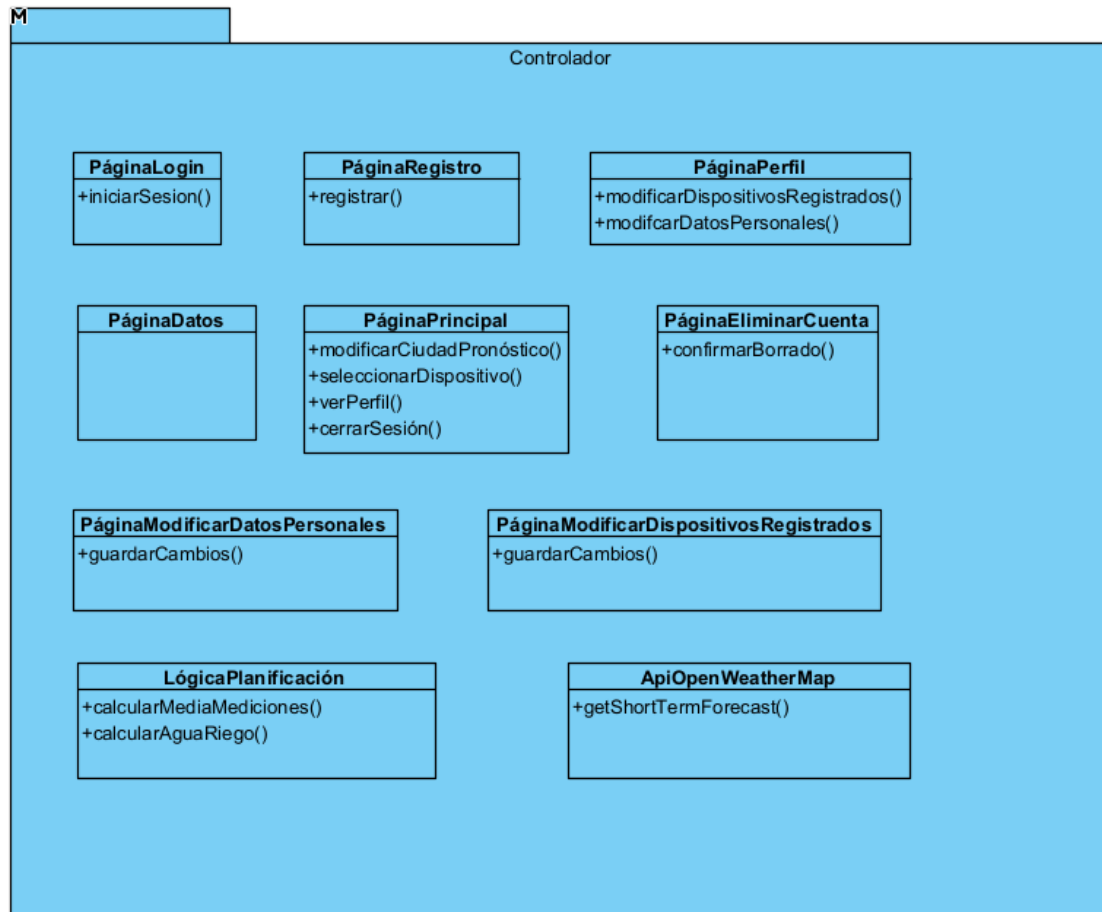 M
Controlador
PáginaLogin
+iniciarSesion()
PáginaRegistro
+registrar()
PáginaPerfil
+modificarDispositivosRegistrados()
+modifcarDatosPersonales()
PáginaDatos
PáginaPrincipal
+modificarCiudadPronóstico()
+seleccionarDispositivo()
+verPerfil()
+cerrarSesión()
PáginaEliminarCuenta
+confirmarBorrado()
PáginaModificarDatosPersonales
+guardarCambios()
PáginaModificarDispositivosRegistrados
+guardarCambios()
LógicaPlanificación
+calcularMediaMediciones()
+calcularAguaRiego()
ApiOpenWeatherMap
+getShortTermForecast()